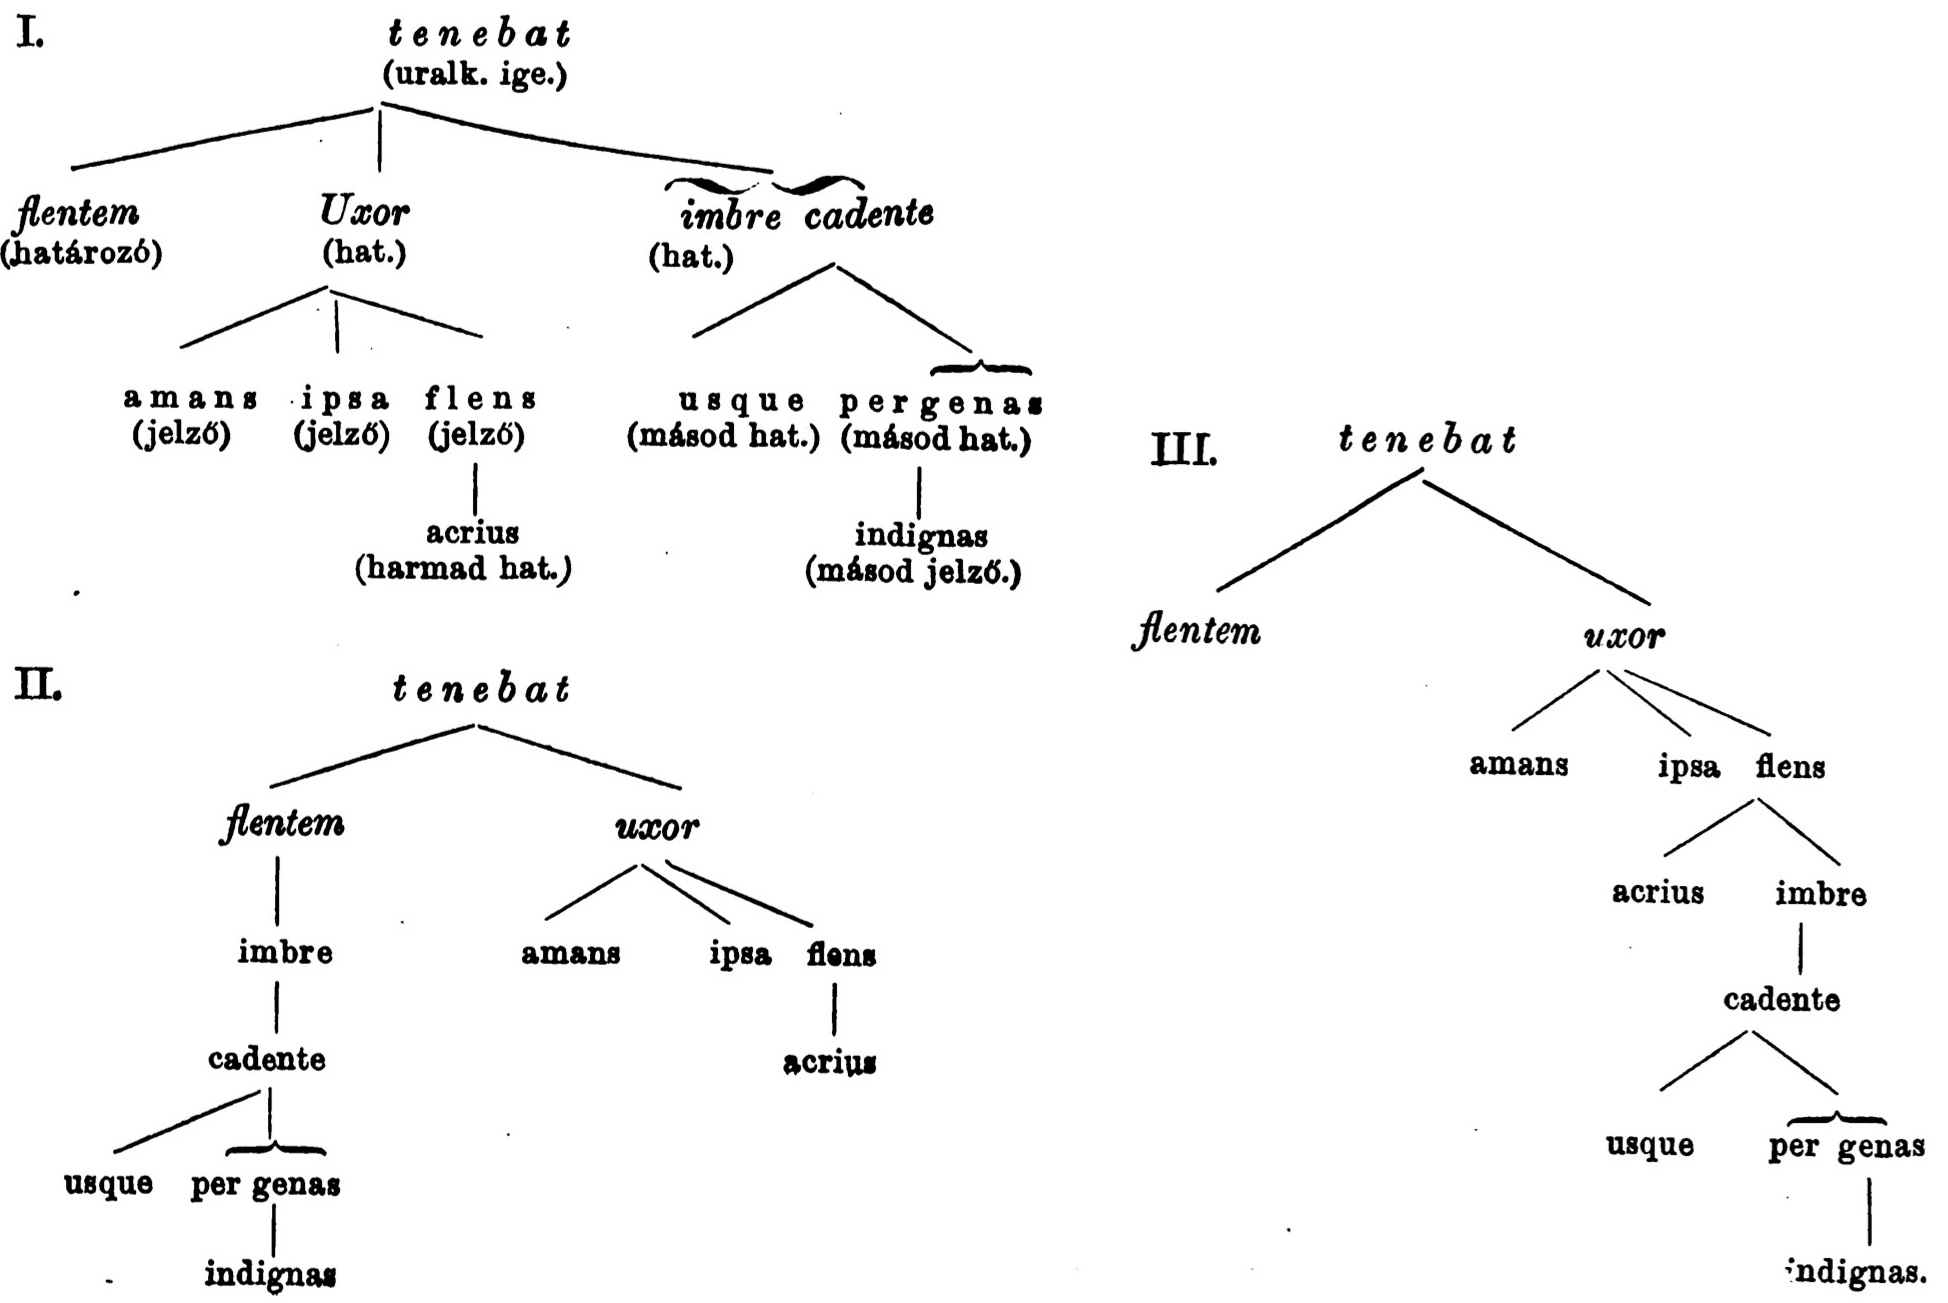 I.
tenebat
(uralk. ige.)
flentem Uxor imbre cadente
(határozó) (hat.) (hat.)
amans ipsa flens usque per genas
(jelző) (jelző) (jelző) (másod hat.) (másod hat.)
acrius indignas
(harmad hat.) (másod jelző.)
II.
tenebat
flentem uxor
imbre amans ipsa flens
cadente acrius
usque per genas
indignas
III.
tenebat
flentem uxor
amans ipsa flens
acrius imbre
cadente
usque per genas
indignas.